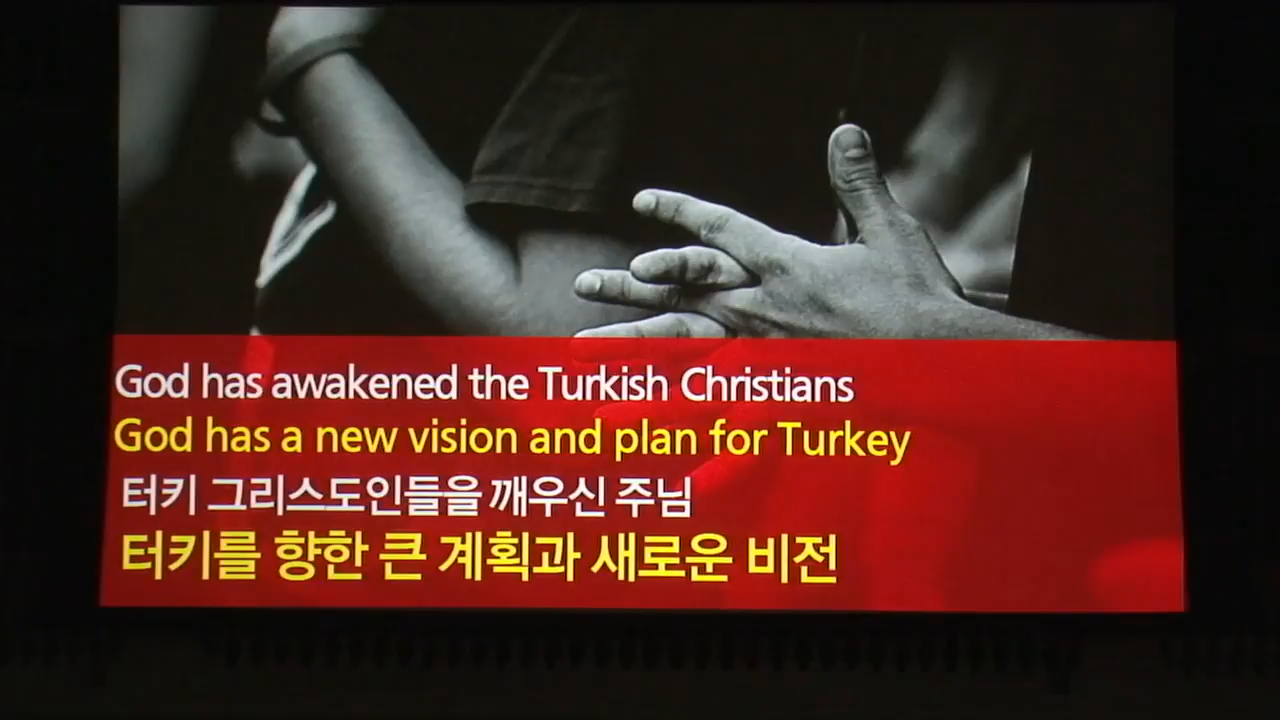 God has awakened the Turkish Christians
God has a new vision and plan for Turkey
터키 그리스도인들을 깨우신 주님
터키를 향한 큰 계획과 새로운 비전